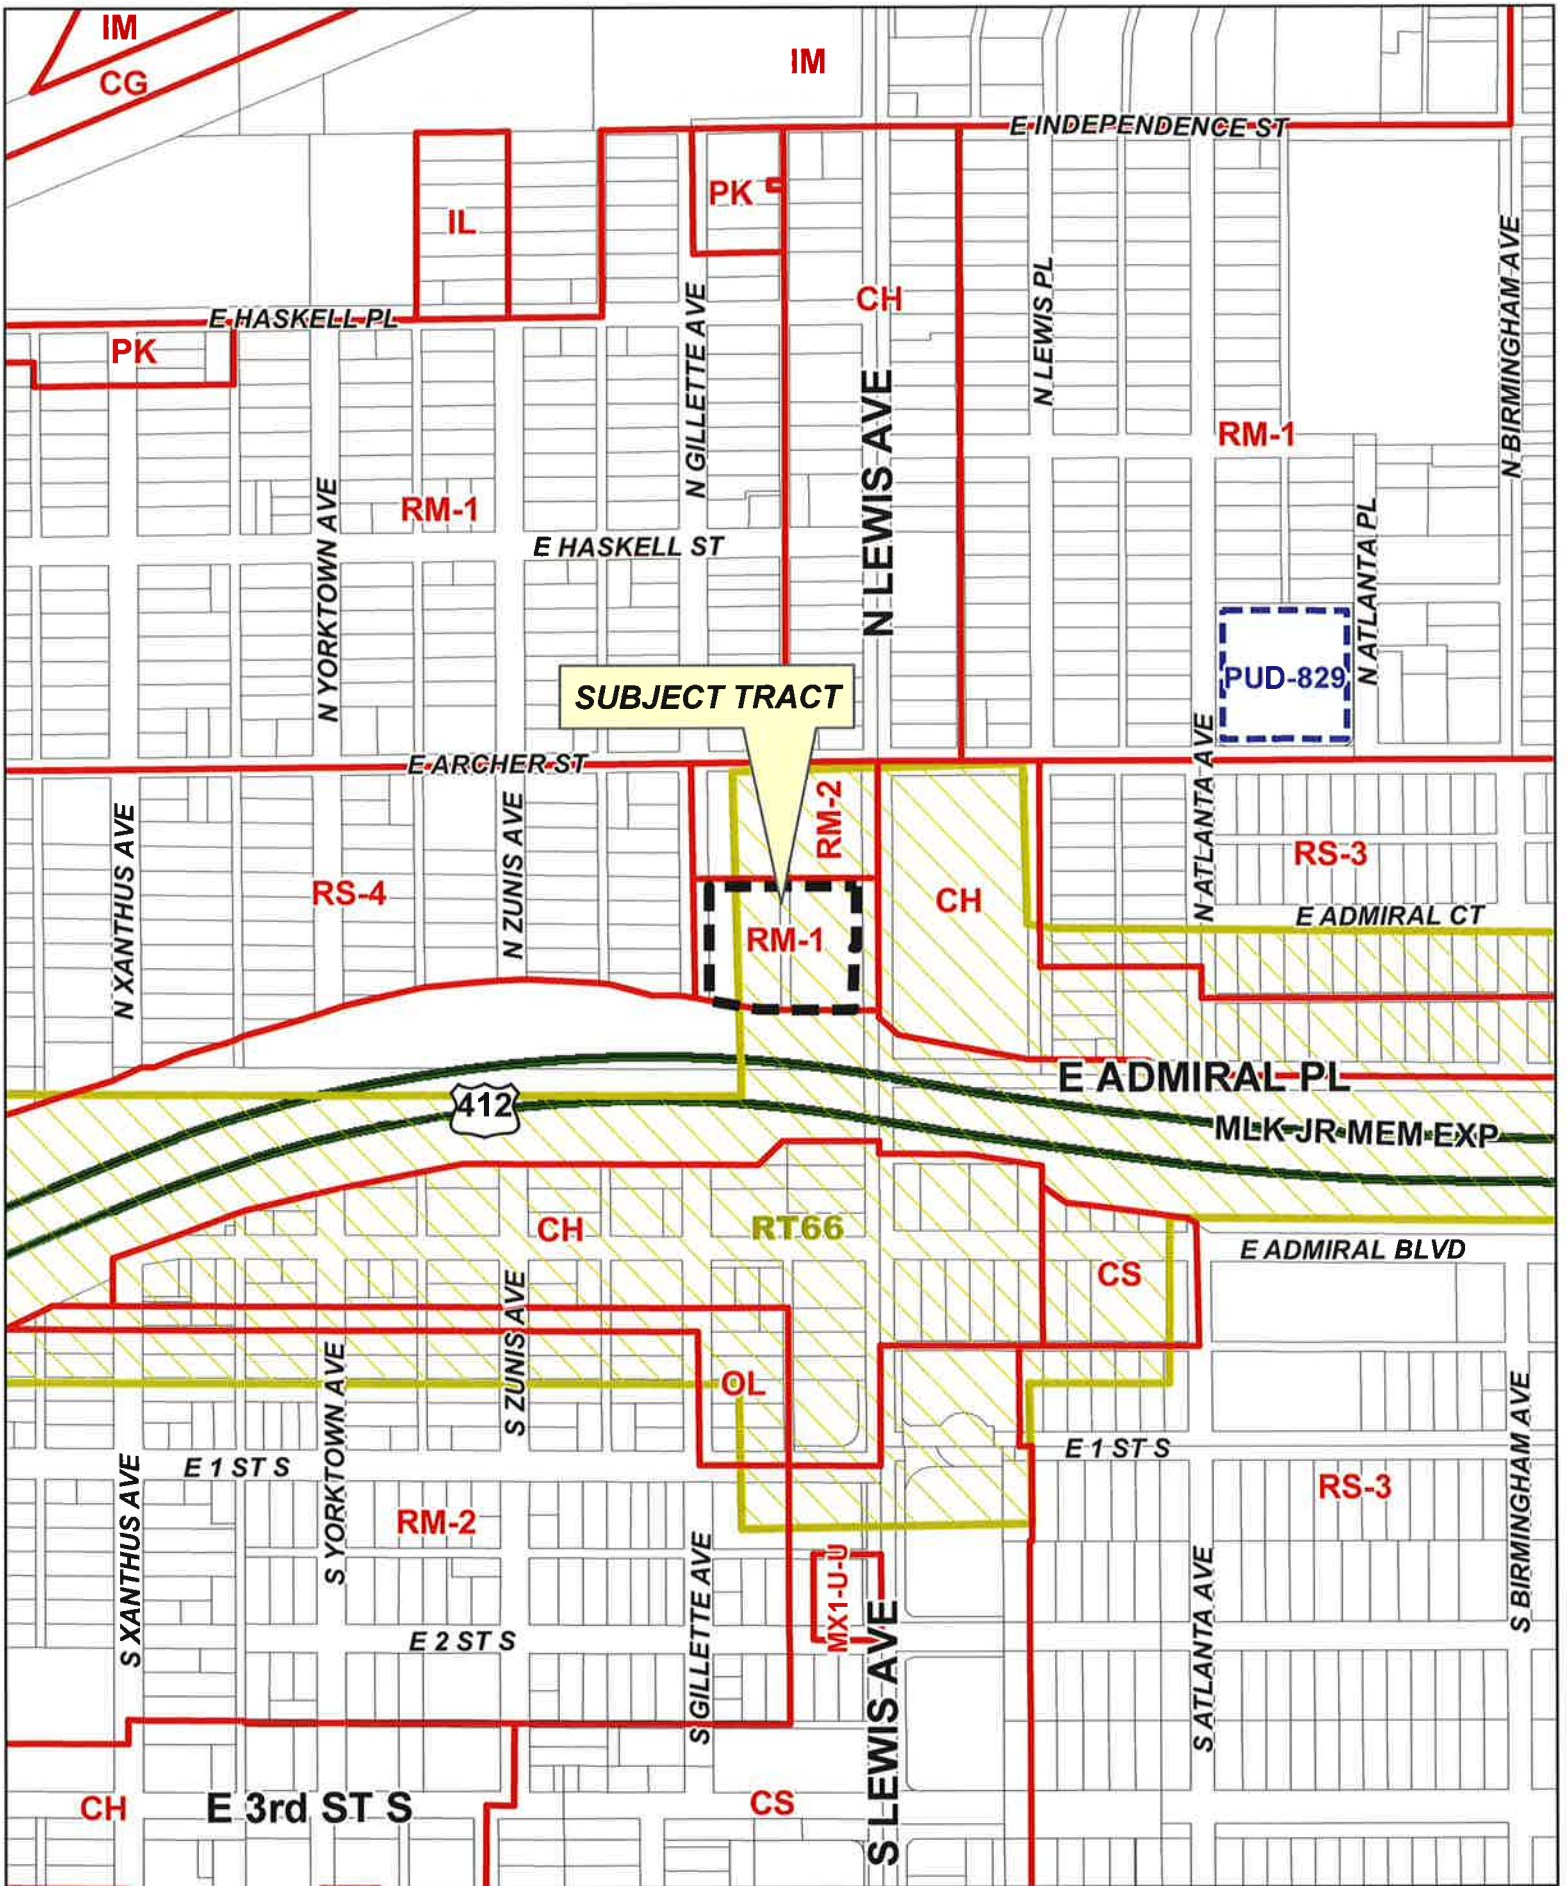 IM
IM
CG
E INDEPENDENCE ST
PK
IL
CH
N LEWIS PL
N BIRMINGHAM AVE
E HASKELL PL
N GILLETTE AVE
PK
N LEWIS AVE
RM-1
RM-1
N YORKTOWN AVE
E HASKELL ST
N ATLANTA PL
SUBJECT TRACT
PUD-829
E ARCHER ST
N ATLANTA AVE
N XANTHUS AVE
N ZUNIS AVE
RM-2
RS-3
RS-4
CH
E ADMIRAL CT
RM-1
E ADMIRAL PL
412
MLK JR MEM EXP
CH
RT66
E ADMIRAL BLVD
CS
S ZUNIS AVE
S YORKTOWN AVE
OL
S BIRMINGHAM AVE
E 1 ST S
E 1 ST S
S XANTHUS AVE
RS-3
RM-2
S GILLETTE AVE
MX1-U-U
S ATLANTA AVE
E 2 ST S
S LEWIS AVE
CH
E 3rd ST S
CS